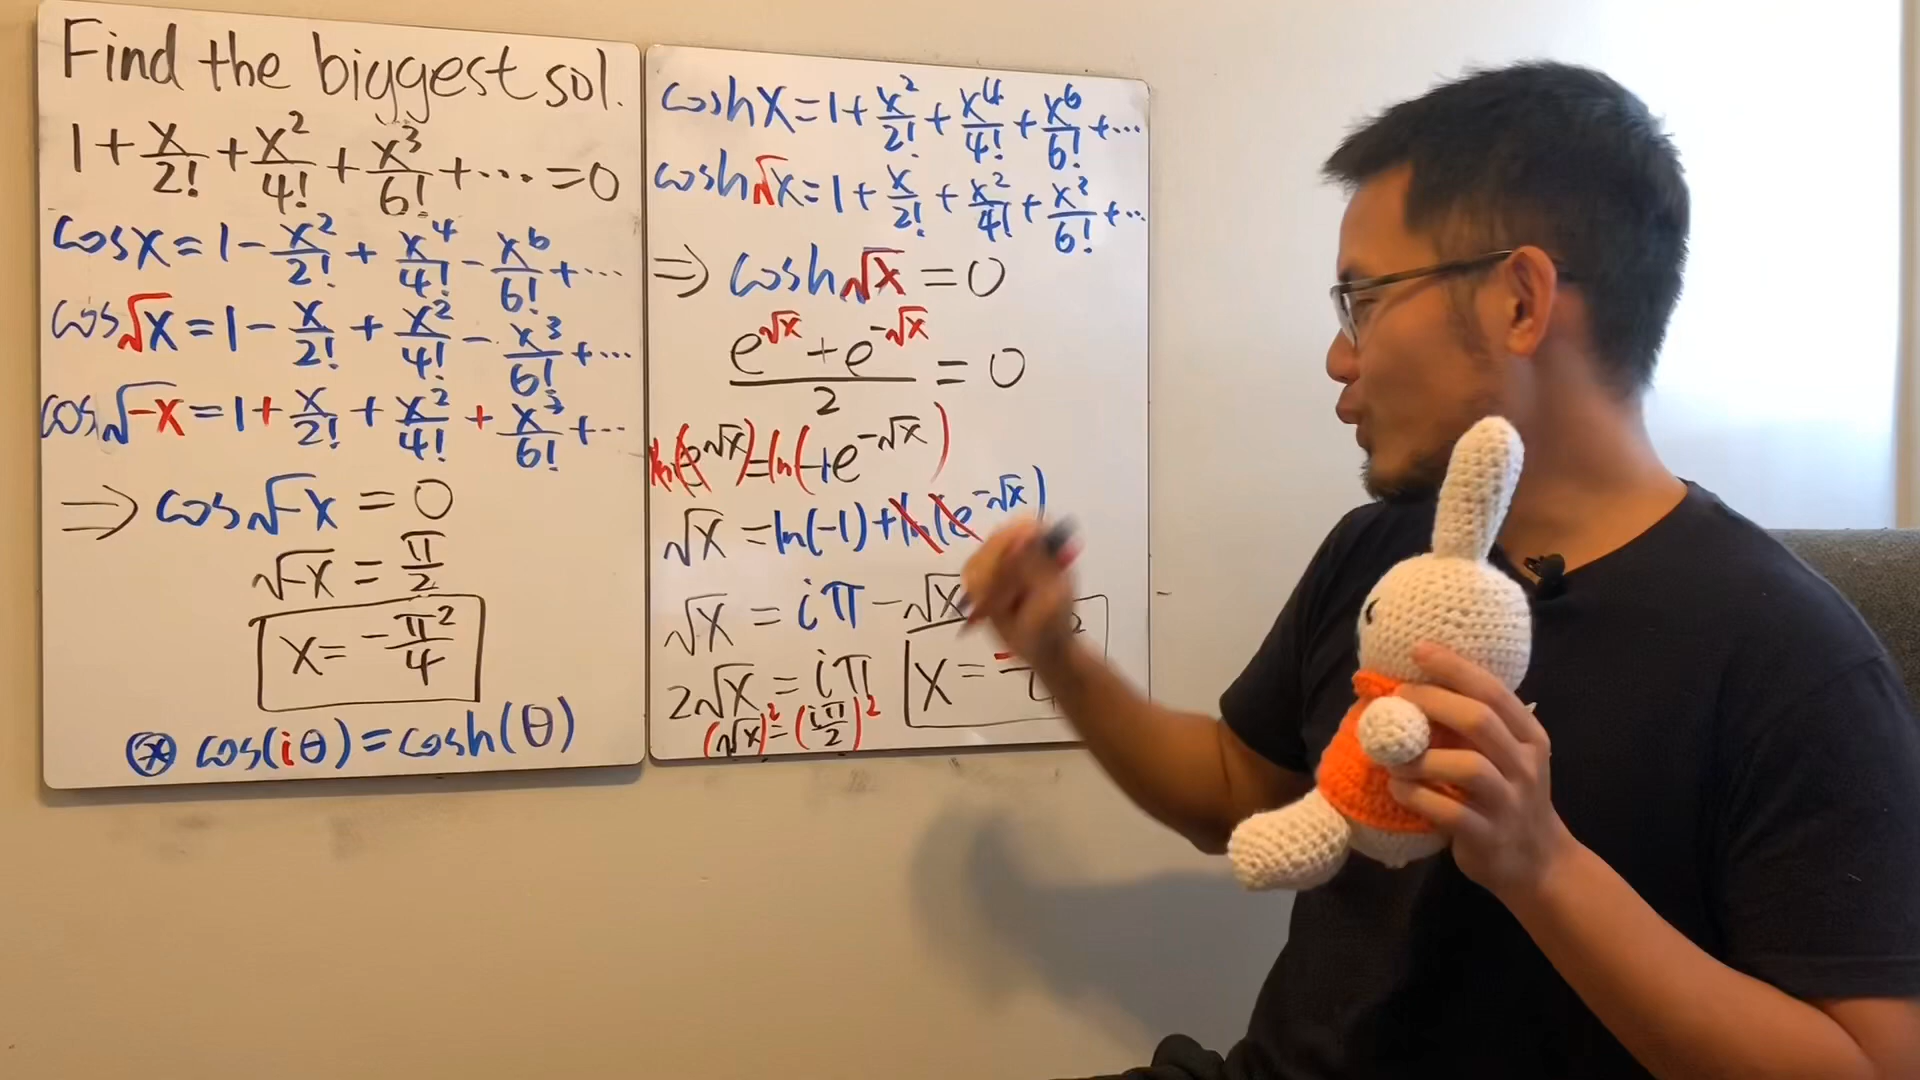 Find the biggest sol.
1 + x/2! + x²/4! + x³/6! + ⋯ = 0
cos x = 1 - x²/2! + x⁴/4! - x⁶/6! + ⋯
cos √x = 1 - x/2! + x²/4! - x³/6! + ⋯
cos √-x = 1 + x/2! + x²/4! + x³/6! + ⋯
⇒ cos √-x = 0
√-x = π/2
x = -π²/4
⊛ cos(iθ) = cosh(θ)
cosh x = 1 + x²/2! + x⁴/4! + x⁶/6! + ⋯
cosh √x = 1 + x/2! + x²/4! + x³/6! + ⋯
⇒ cosh √x = 0
(e^√x + e^-√x)/2 = 0
ln(e^√x) = ln(-1e^-√x)
√x = ln(-1) + ln(e^-√x)
√x = iπ - √x
2√x = iπ
(√x)² = (iπ/2)²
x = -